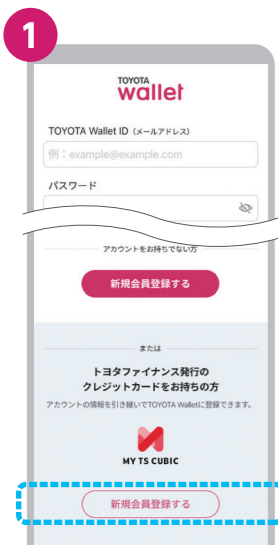 1
TOYOTA
wallet
TOYOTA Wallet ID (メールアドレス)
例：example@example.com
パスワード
アカウントをお持ちでない方
新規会員登録する
または
トヨタファイナンス発行の
クレジットカードをお持ちの方
アカウントの情報を引き継いでTOYOTA Walletに登録できます。
MY TS CUBIC
新規会員登録する